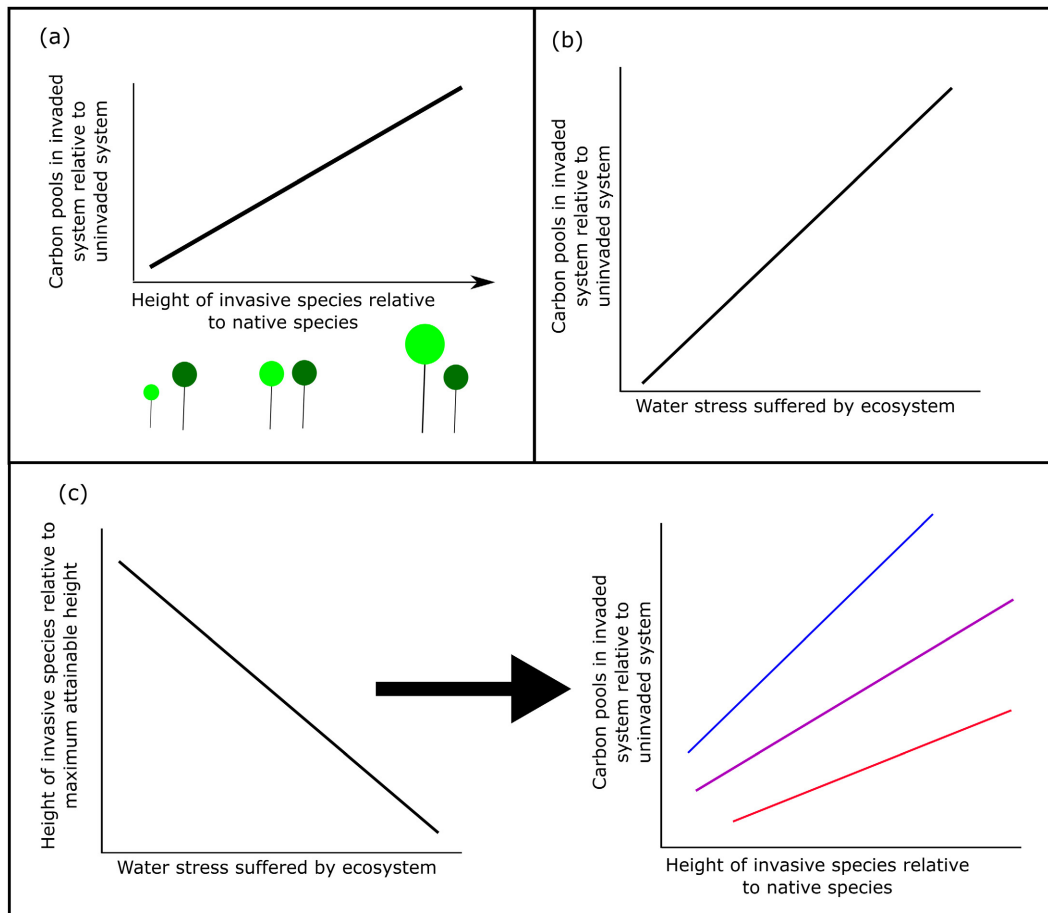 (a)
Carbon pools in invaded
system relative to
uninvaded system
Height of invasive species relative
to native species
(b)
Carbon pools in invaded
system relative to
uninvaded system
Water stress suffered by ecosystem
(c)
Height of invasive species relative to
maximum attainable height
Water stress suffered by ecosystem
Carbon pools in invaded
system relative to
uninvaded system
Height of invasive species relative
to native species